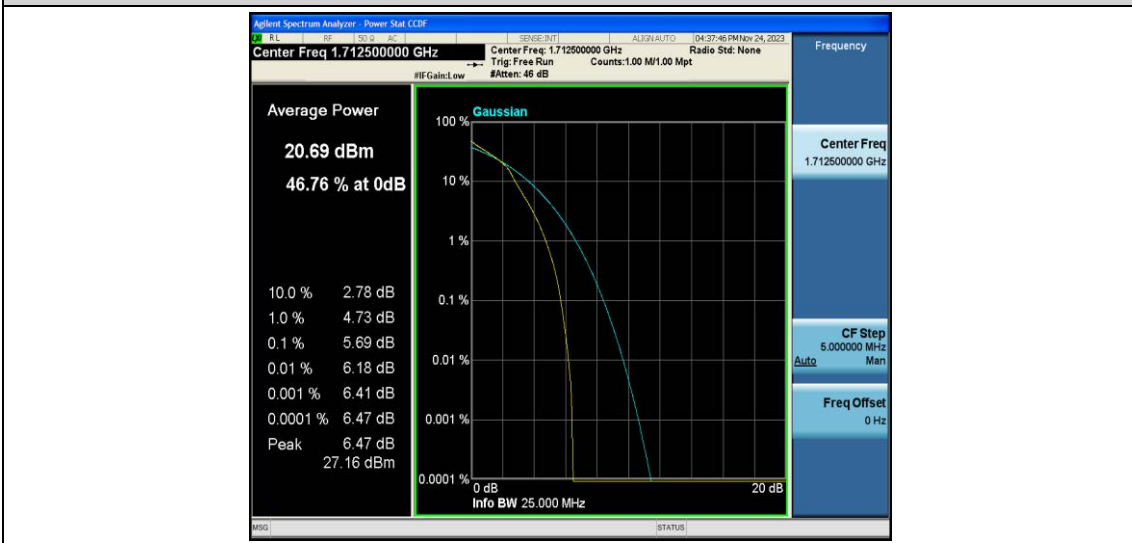 Agilent Spectrum Analyzer - Power Stat CCDF
RL RF 50 Ω AC SENSE:INT ALIGN AUTO 04:37:46 PM Nov 24, 2023
Center Freq 1.712500000 GHz
Center Freq: 1.712500000 GHz Radio Std: None
Trig: Free Run Counts:1.00 M/1.00 Mpt
#IFGain:Low #Atten: 46 dB
Frequency
Average Power
20.69 dBm
46.76 % at 0dB
10.0 % 2.78 dB
1.0 % 4.73 dB
0.1 % 5.69 dB
0.01 % 6.18 dB
0.001 % 6.41 dB
0.0001 % 6.47 dB
Peak 6.47 dB
27.16 dBm
Gaussian
100 %
10 %
1 %
0.1 %
0.01 %
0.001 %
0.0001 %
0 dB 20 dB
Info BW 25.000 MHz
Center Freq
1.712500000 GHz
CF Step
5.000000 MHz
Auto Man
Freq Offset
0 Hz
MSG STATUS